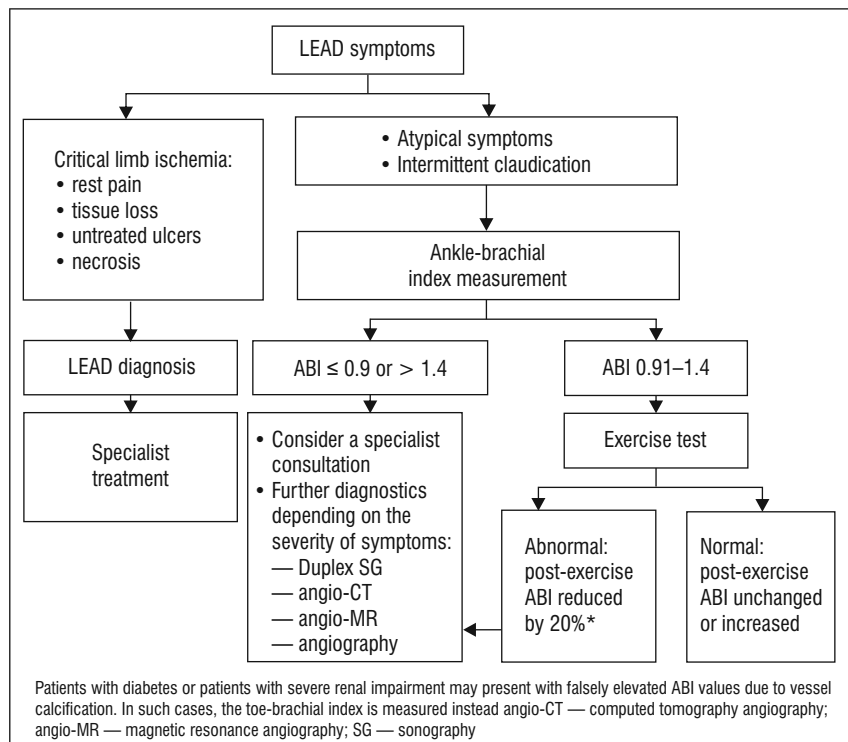 LEAD symptoms
Critical limb ischemia:
• rest pain
• tissue loss
• untreated ulcers
• necrosis
• Atypical symptoms
• Intermittent claudication
Ankle-brachial
index measurement
LEAD diagnosis
ABI ≤ 0.9 or > 1.4
ABI 0.91–1.4
Specialist
treatment
• Consider a specialist
consultation
• Further diagnostics
depending on the
severity of symptoms:
— Duplex SG
— angio-CT
— angio-MR
— angiography
Exercise test
Abnormal:
post-exercise
ABI reduced
by 20%*
Normal:
post-exercise
ABI unchanged
or increased
Patients with diabetes or patients with severe renal impairment may present with falsely elevated ABI values due to vessel
calcification. In such cases, the toe-brachial index is measured instead angio-CT — computed tomography angiography;
angio-MR — magnetic resonance angiography; SG — sonography